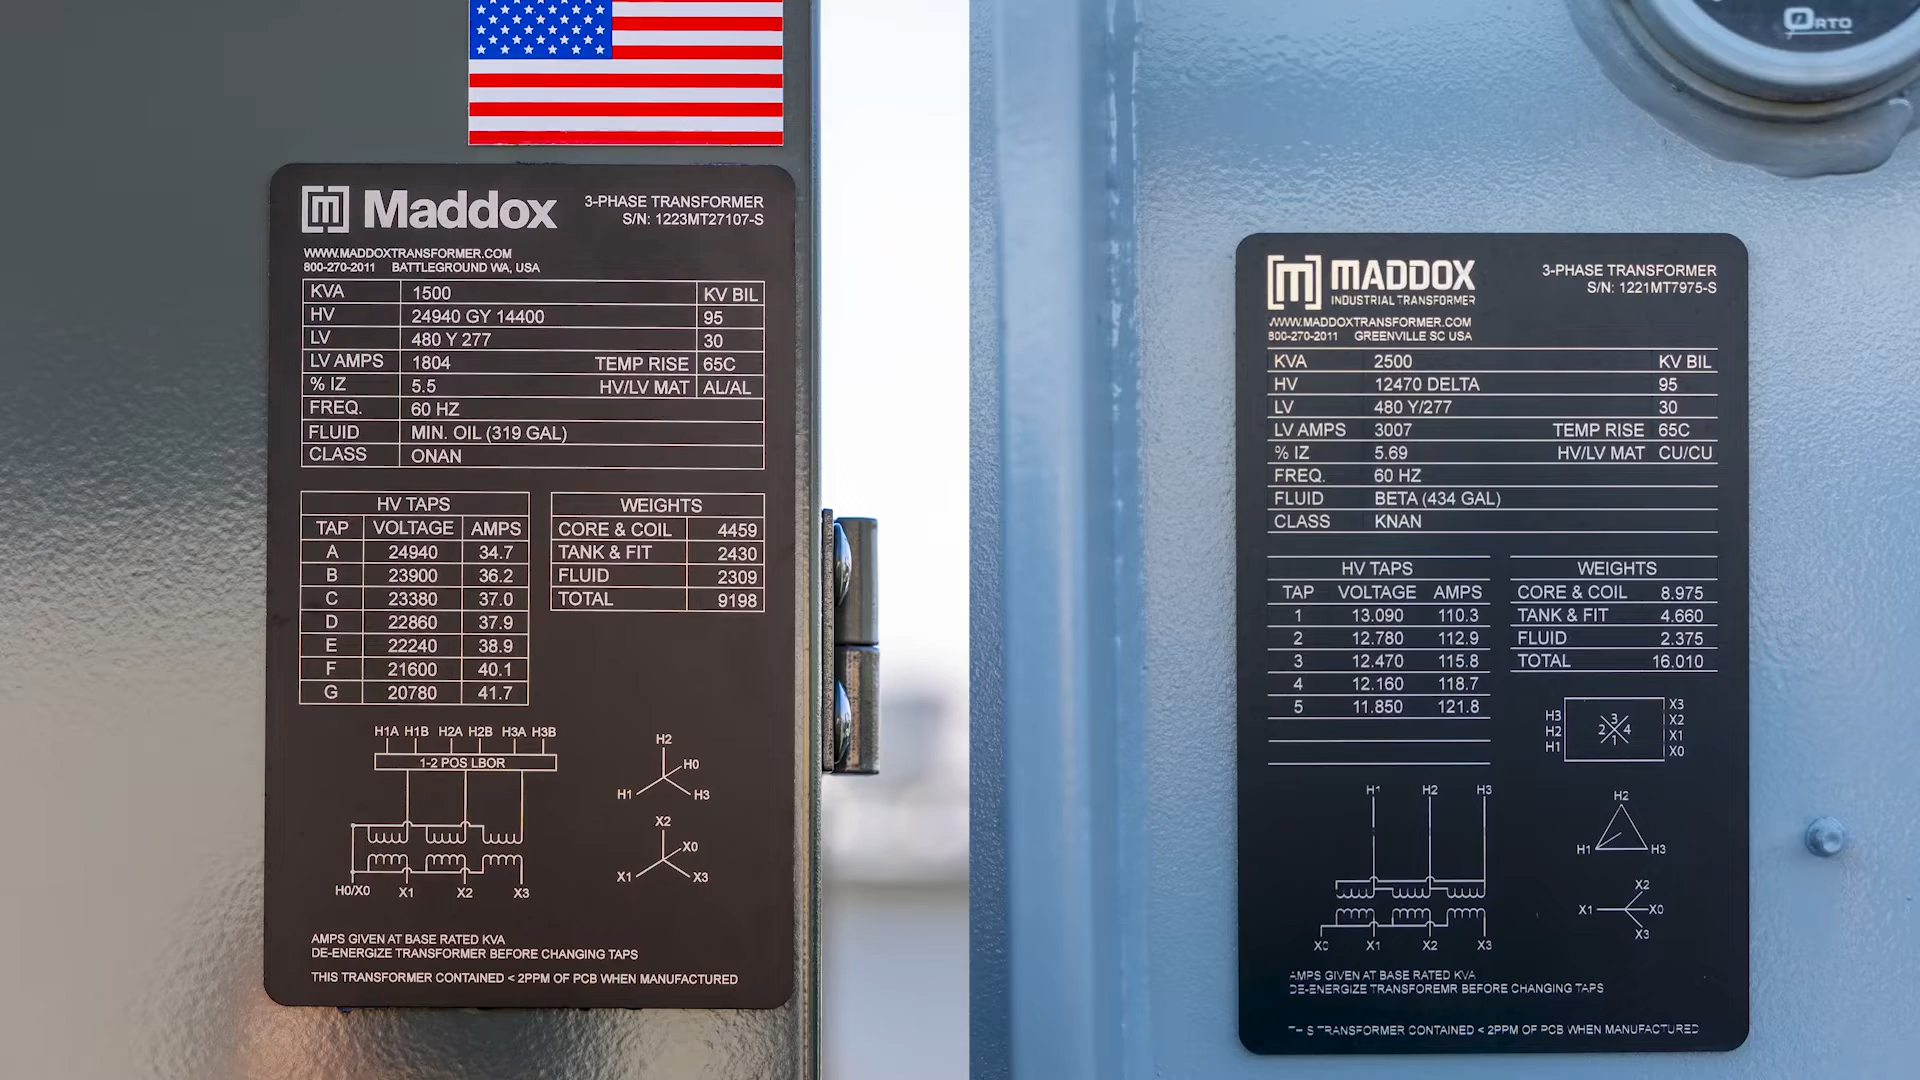 Maddox
3-PHASE TRANSFORMER
S/N: 1223MT27107-S
WWW.MADDOXTRANSFORMER.COM
800-270-2011 BATTLEGROUND WA, USA
KVA 1500 KV BIL
HV 24940 GY 14400 95
LV 480 Y 277 30
LV AMPS 1804 TEMP RISE 65C
% IZ 5.5 HV/LV MAT AL/AL
FREQ. 60 HZ
FLUID MIN. OIL (319 GAL)
CLASS ONAN
HV TAPS
TAP VOLTAGE AMPS
A 24940 34.7
B 23900 36.2
C 23380 37.0
D 22860 37.9
E 22240 38.9
F 21600 40.1
G 20780 41.7
WEIGHTS
CORE & COIL 4459
TANK & FIT 2430
FLUID 2309
TOTAL 9198
H1A H1B H2A H2B H3A H3B
1-2 POS LBOR
H0/X0 X1 X2 X3
H2
H0
H1 H3
X2
X0
X1 X3
AMPS GIVEN AT BASE RATED KVA
DE-ENERGIZE TRANSFORMER BEFORE CHANGING TAPS
THIS TRANSFORMER CONTAINED < 2PPM OF PCB WHEN MANUFACTURED
ORTO
MADDOX
INDUSTRIAL TRANSFORMER
3-PHASE TRANSFORMER
S/N: 1221MT7975-S
WWW.MADDOXTRANSFORMER.COM
800-270-2011 GREENVILLE SC USA
KVA 2500 KV BIL
HV 12470 DELTA 95
LV 480 Y/277 30
LV AMPS 3007 TEMP RISE 65C
% IZ 5.69 HV/LV MAT CU/CU
FREQ. 60 HZ
FLUID BETA (434 GAL)
CLASS KNAN
HV TAPS
TAP VOLTAGE AMPS
1 13.090 110.3
2 12.780 112.9
3 12.470 115.8
4 12.160 118.7
5 11.850 121.8
WEIGHTS
CORE & COIL 8.975
TANK & FIT 4.660
FLUID 2.375
TOTAL 16.010
H3 X3
H2 X2
H1 X1
X0
3
2 4
1
H1 H2 H3
X0 X1 X2 X3
H2
H1 H3
X2
X1 X0
X3
AMPS GIVEN AT BASE RATED KVA
DE-ENERGIZE TRANSFOREMR BEFORE CHANGING TAPS
THIS TRANSFORMER CONTAINED < 2PPM OF PCB WHEN MANUFACTURED